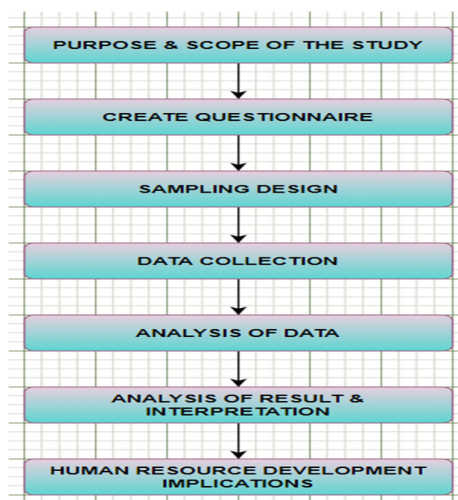 PURPOSE & SCOPE OF THE STUDY
CREATE QUESTIONNAIRE
SAMPLING DESIGN
DATA COLLECTION
ANALYSIS OF DATA
ANALYSIS OF RESULT &
INTERPRETATION
HUMAN RESOURCE DEVELOPMENT
IMPLICATIONS